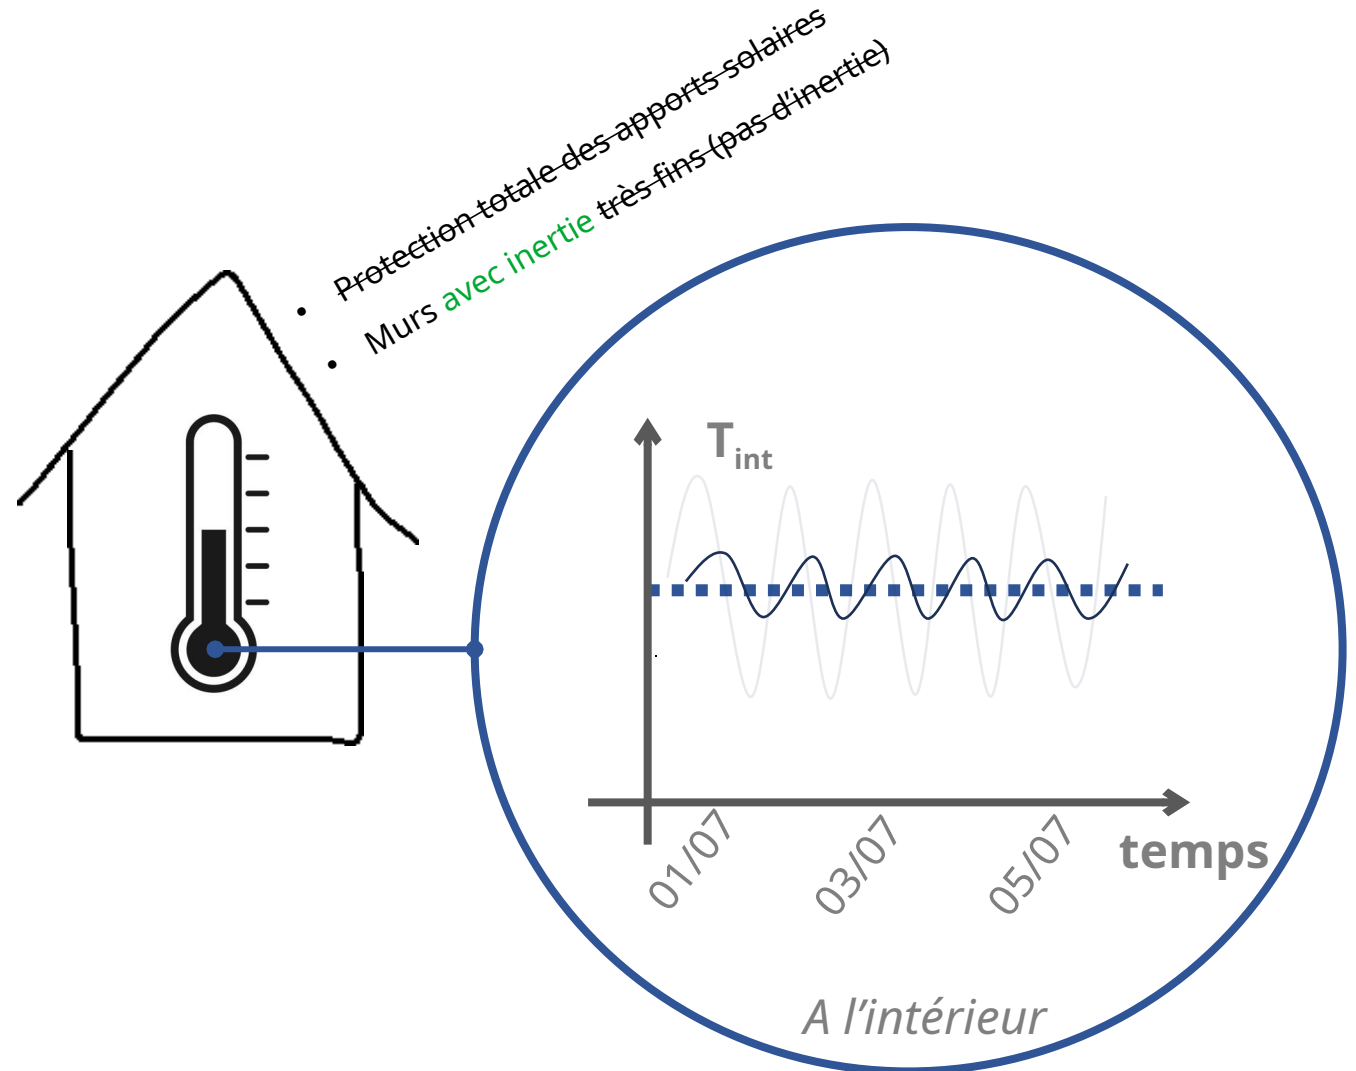 • Protection totale des apports solaires
• Murs avec inertie très fins (pas d’inertie)
Tint
01/07
03/07
05/07
temps
A l’intérieur